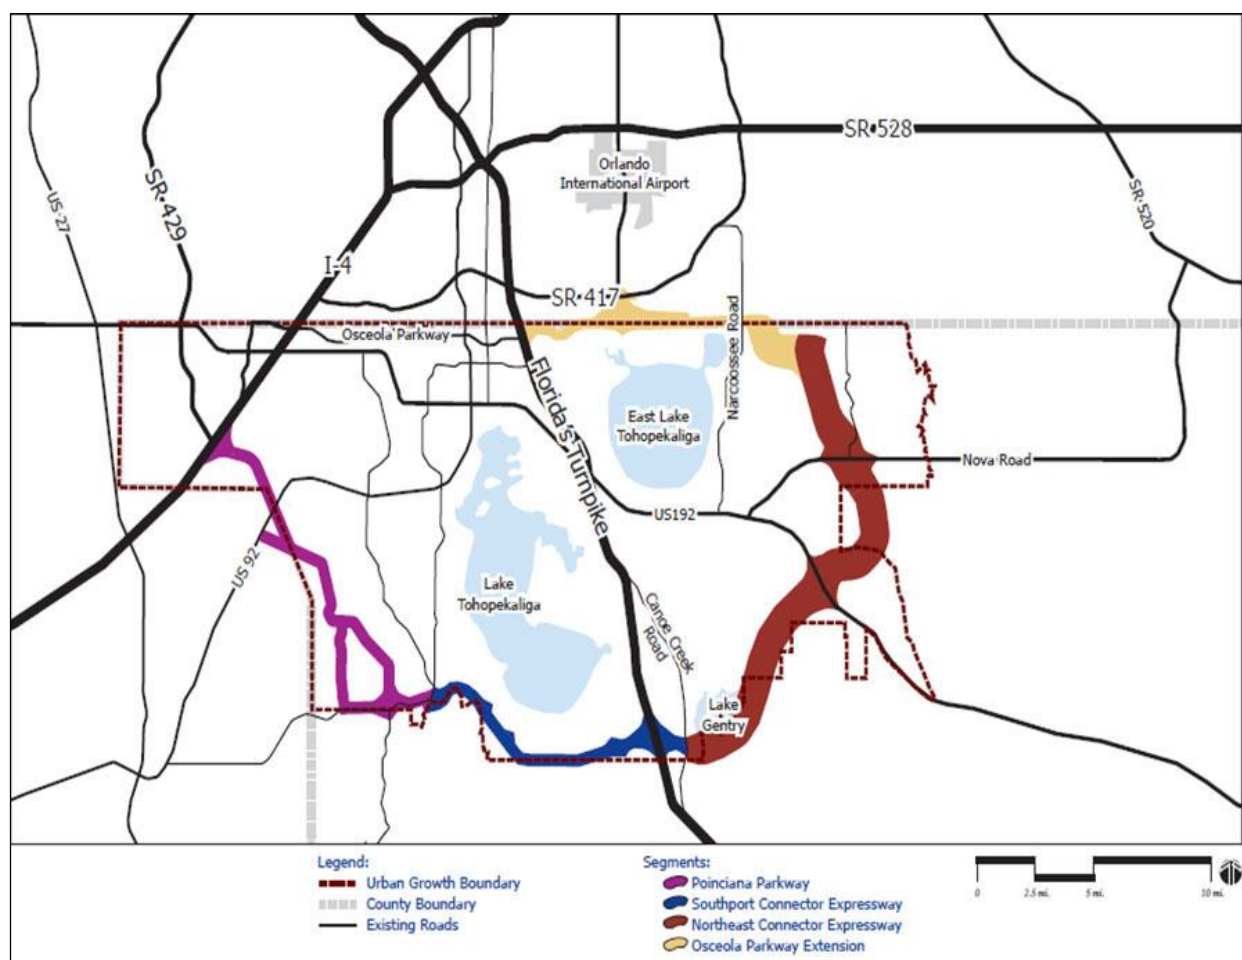 SR 528
Orlando
International Airport
SR 429
US 27
SR 520
I-4
SR 417
Osceola Parkway
Narcoossee Road
Florida's Turnpike
East Lake
Tohopekaliga
Nova Road
US192
US 92
Lake
Tohopekaliga
Canoe Creek
Road
Lake
Gentry
Legend:
Urban Growth Boundary
County Boundary
Existing Roads
Segments:
Poinciana Parkway
Southport Connector Expressway
Northeast Connector Expressway
Osceola Parkway Extension
0 2.5 mi. 5 mi. 10 mi.